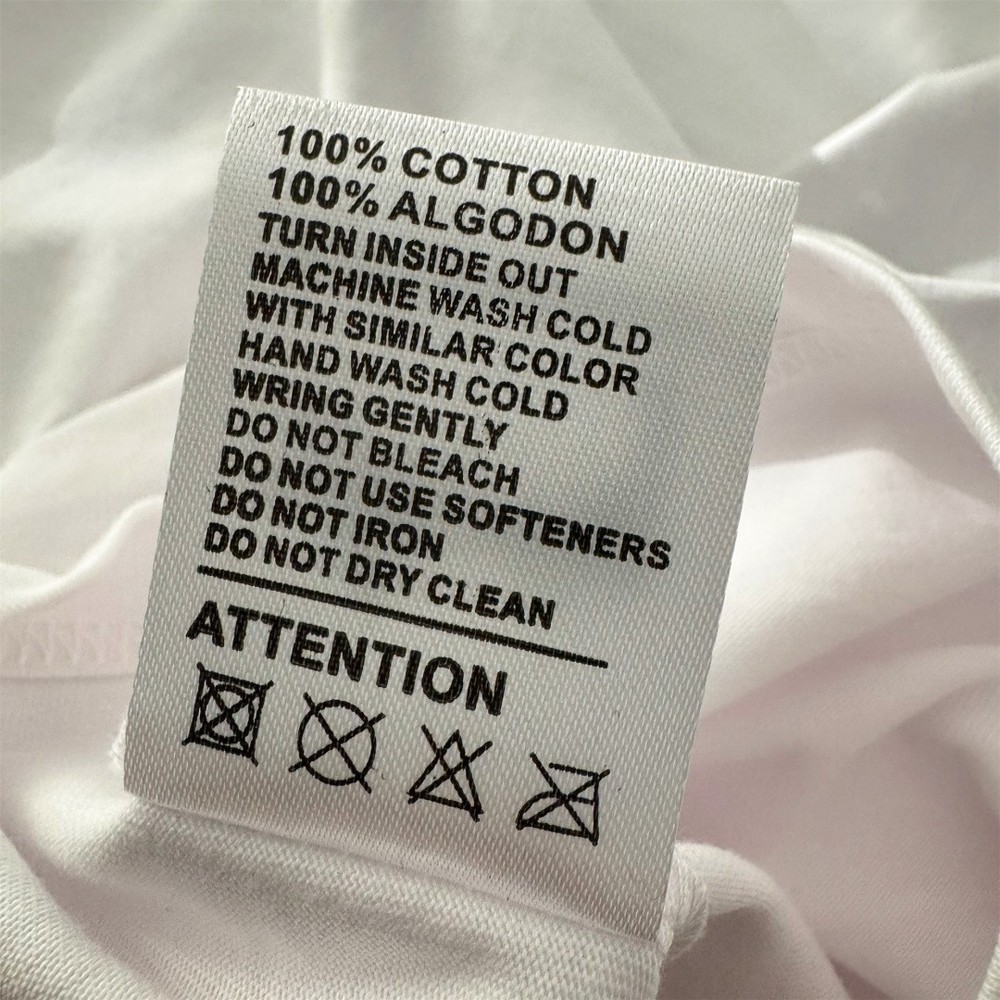 100% COTTON
100% ALGODON
TURN INSIDE OUT
MACHINE WASH COLD
WITH SIMILAR COLOR
HAND WASH COLD
WRING GENTLY
DO NOT BLEACH
DO NOT USE SOFTENERS
DO NOT IRON
DO NOT DRY CLEAN
ATTENTION